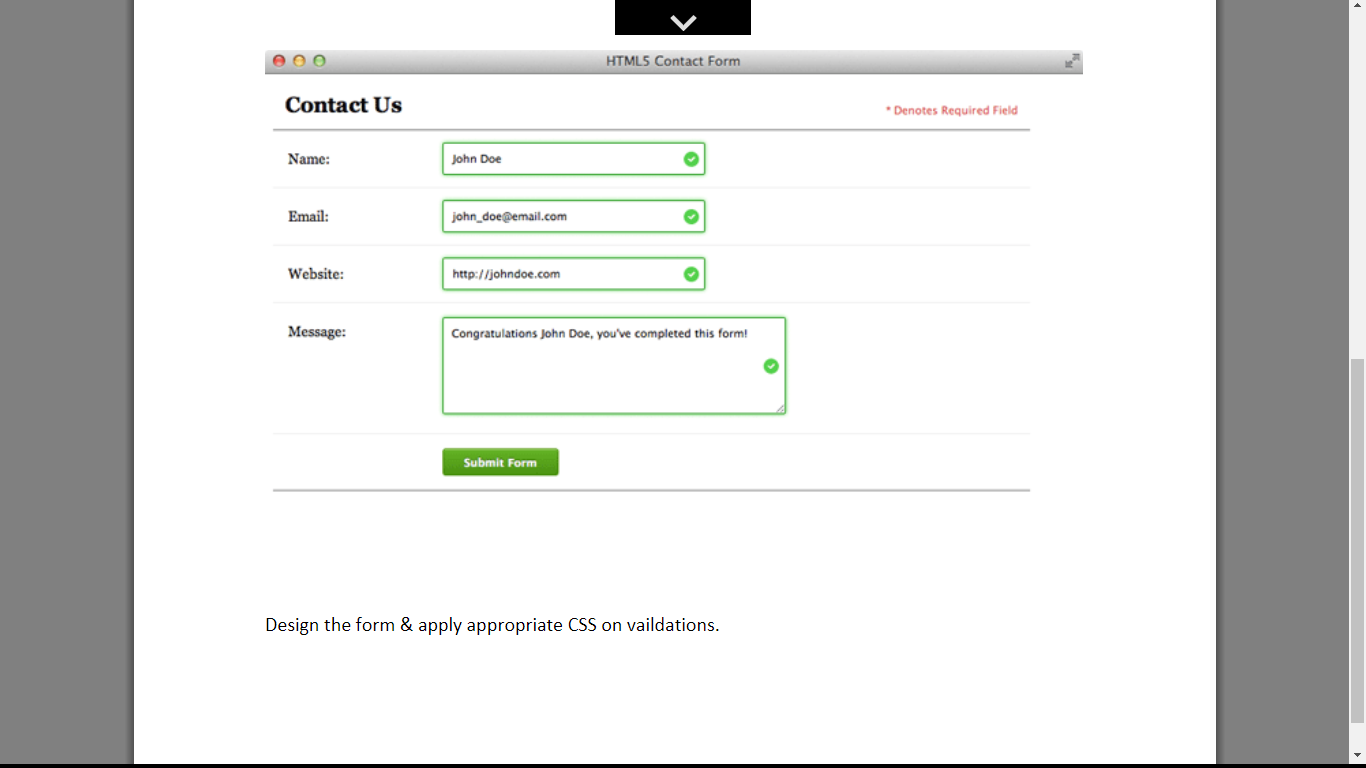 HTML5 Contact Form
Contact Us
* Denotes Required Field
Name:
John Doe
Email:
john_doe@email.com
Website:
http://johndoe.com
Message:
Congratulations John Doe, you've completed this form!
Submit Form
Design the form & apply appropriate CSS on vaildations.